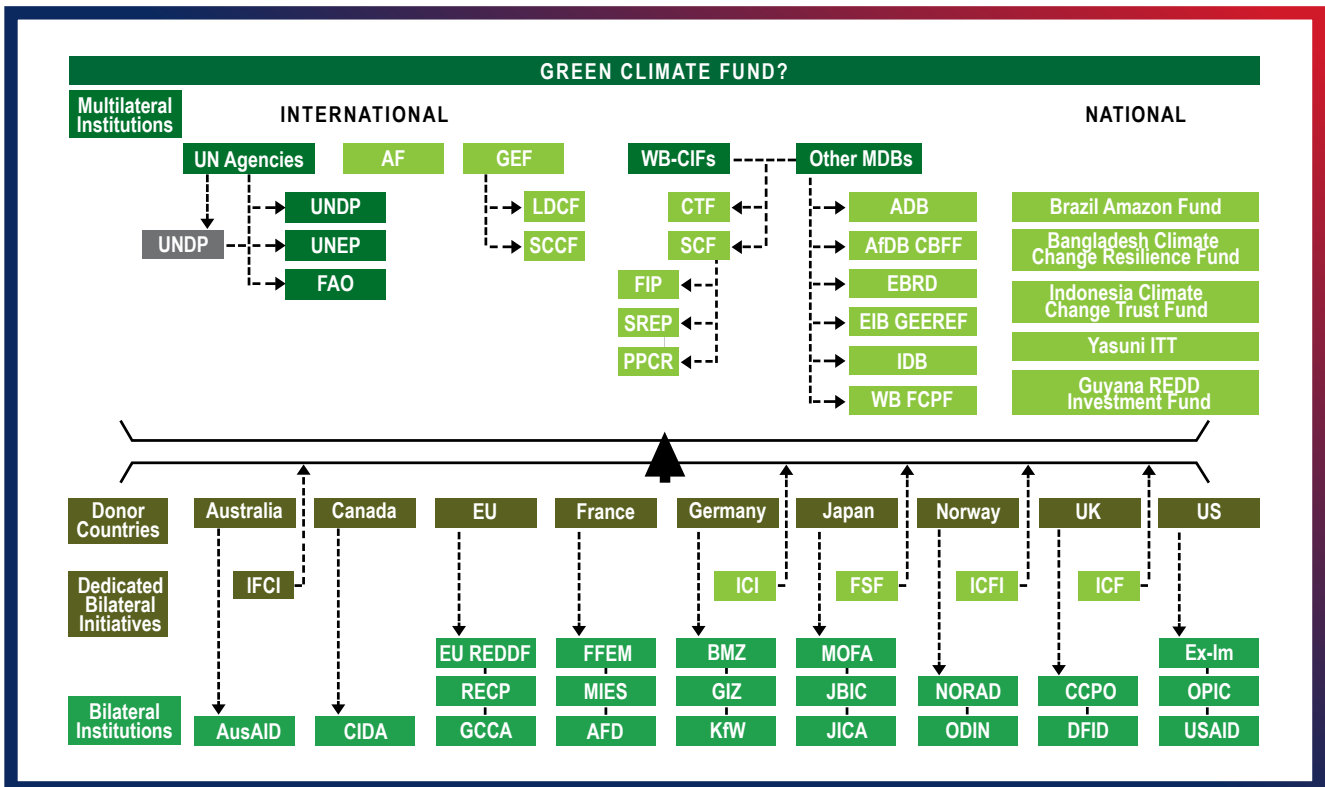 GREEN CLIMATE FUND?
Multilateral
Institutions
INTERNATIONAL
NATIONAL
UN Agencies
AF
GEF
WB-CIFs
Other MDBs
UNDP
LDCF
CTF
ADB
Brazil Amazon Fund
UNDP
UNEP
SCCF
SCF
AfDB CBFF
Bangladesh Climate
Change Resilience Fund
FAO
FIP
EBRD
Indonesia Climate
Change Trust Fund
SREP
EIB GEEREF
PPCR
IDB
Yasuni ITT
WB FCPF
Guyana REDD
Investment Fund
Donor
Countries
Australia
Canada
EU
France
Germany
Japan
Norway
UK
US
Dedicated
Bilateral
Initiatives
IFCI
ICI
FSF
ICFI
ICF
EU REDDF
FFEM
BMZ
MOFA
Ex-Im
RECP
MIES
GIZ
JBIC
NORAD
CCPO
OPIC
Bilateral
Institutions
AusAID
CIDA
GCCA
AFD
KfW
JICA
ODIN
DFID
USAID